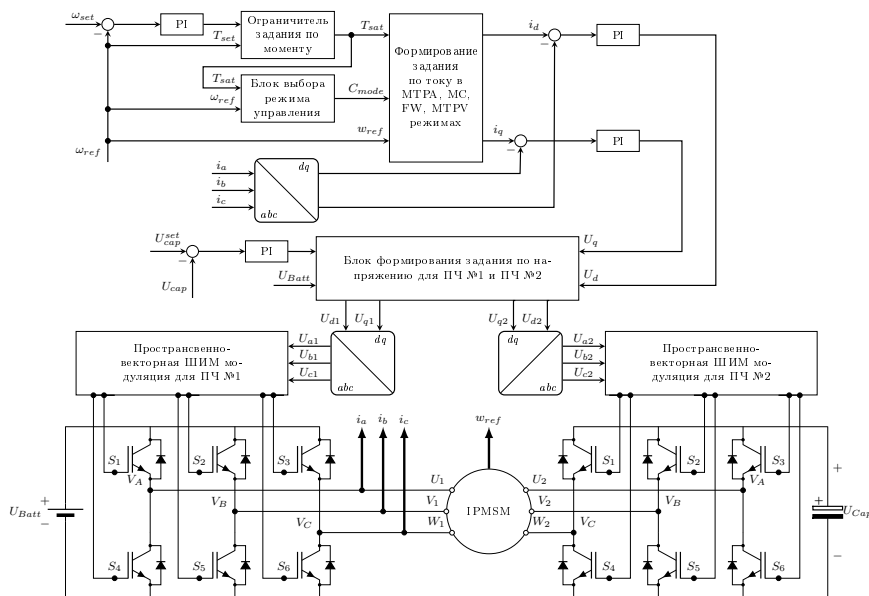 ω_set
PI
Ограничитель
задания по
моменту
T_set
T_sat
T_sat
Блок выбора
режима
управления
ω_ref
C_mode
w_ref
ω_ref
Формирование
задания
по току в
MTPA, MC,
FW, MTPV
режимах
i_d
PI
i_q
PI
i_a
i_b
i_c
dq
abc
U_cap^set
U_cap
PI
U_Batt
Блок формирования задания по на-
пряжению для ПЧ №1 и ПЧ №2
U_q
U_d
U_d1
U_q1
U_q2
U_d2
Пространсвенно-
векторная ШИМ мо-
дуляция для ПЧ №1
U_a1
U_b1
U_c1
dq
abc
dq
abc
U_a2
U_b2
U_c2
Пространсвенно-
векторная ШИМ мо-
дуляция для ПЧ №2
i_a
i_b
i_c
w_ref
S_1
S_2
S_3
S_1
S_2
S_3
V_A
V_B
V_C
U_1
V_1
W_1
IPMSM
U_2
V_2
W_2
V_C
V_B
V_A
+
U_Batt
−
+
+
U_Cap
−
S_4
S_5
S_6
S_4
S_5
S_6